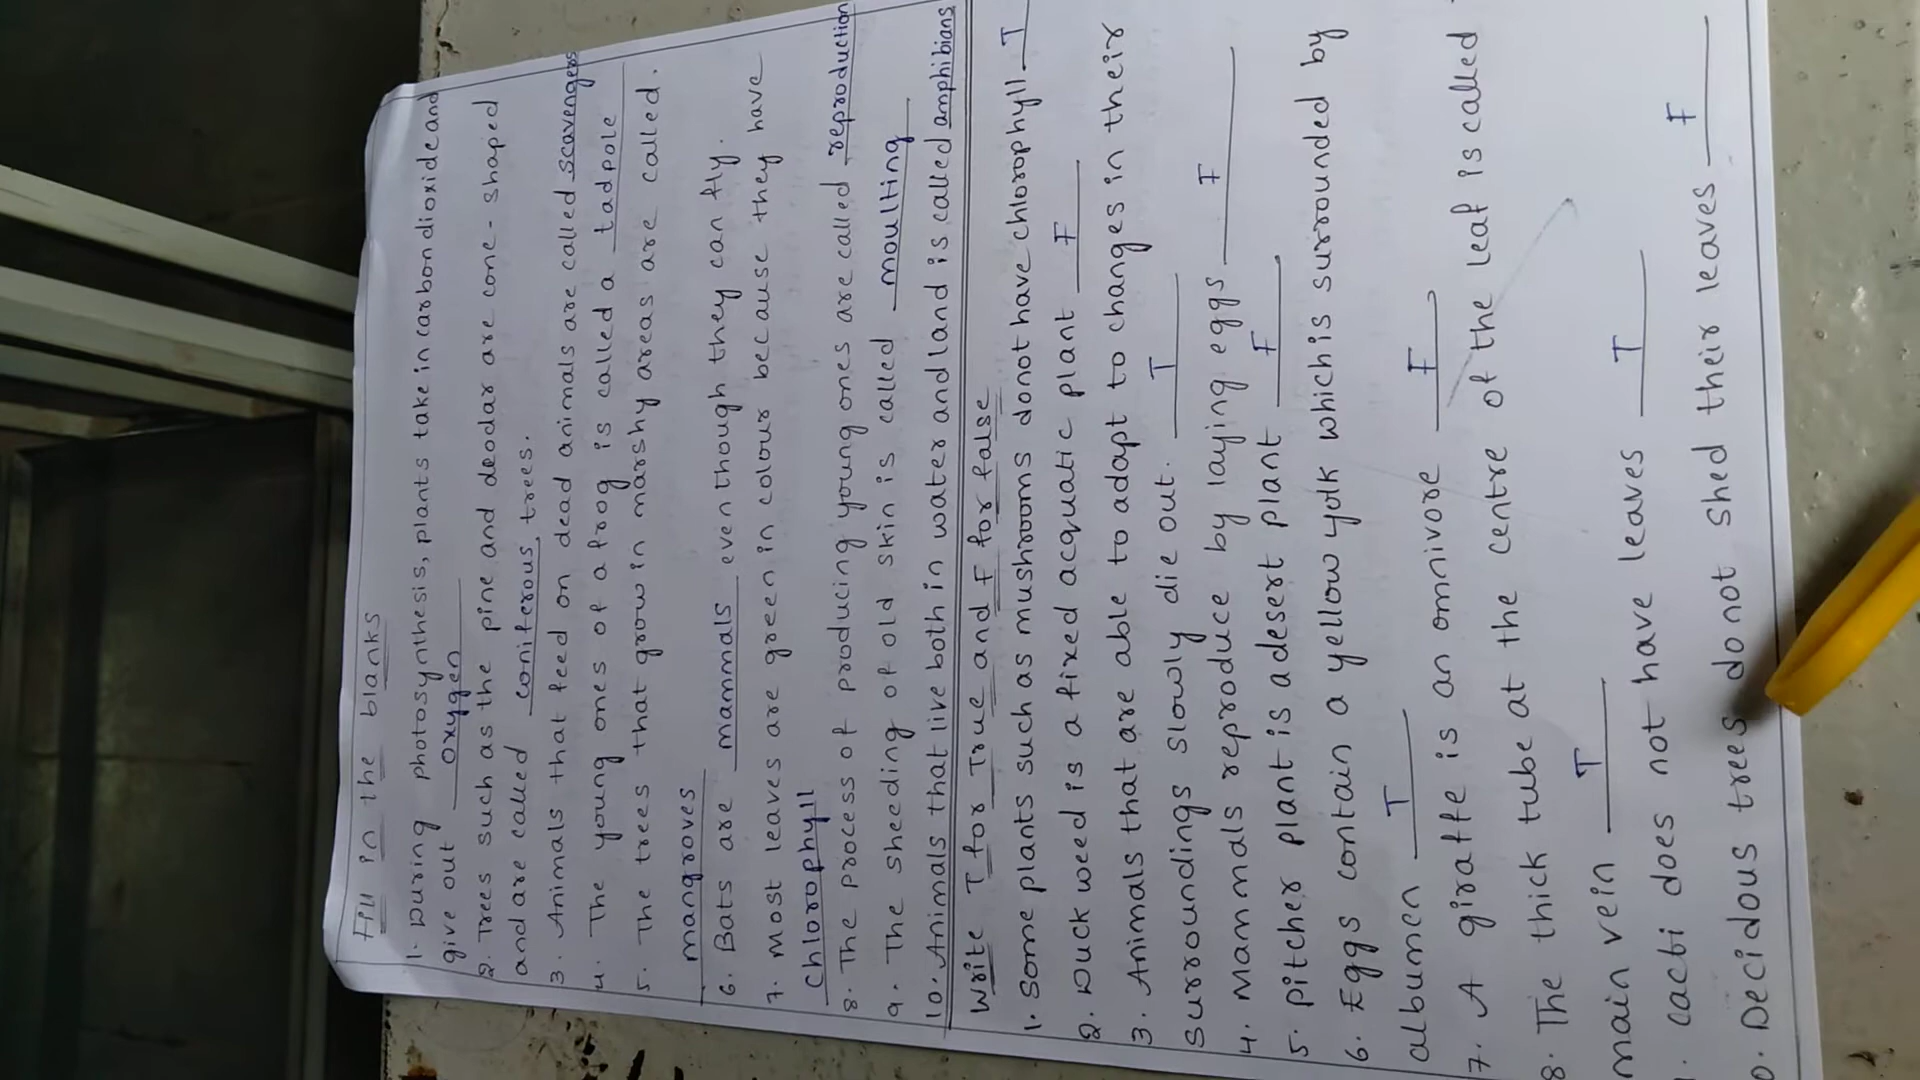 Fill in the blanks
1. During photosynthesis, plants take in carbondioxide and
give out oxygen
2. Trees such as the pine and deodar are cone-shaped
and are called coniferous, trees.
3. Animals that feed on dead animals are called scavengers
4. The young ones of a frog is called a tadpole
5. The trees that grow in marshy areas are called.
mangroves
6. Bats are mammals even though they can fly.
7. Most leaves are green in colour because they have
chlorophyll
8. The process of producing young ones are called reproduction
9. The sheeding of old skin is called moulting
10. Animals that live both in water and land is called amphibians
Write T for True and F for false
1. Some plants such as mushrooms donot have chlorophyll. T
2. Duck weed is a fixed acquatic plant F
3. Animals that are able to adapt to changes in their
surroundings slowly die out. T
4. Mammals reproduce by laying eggs F
5. pitcher plant is a desert plant F
6. Eggs contain a yellow yolk which is surrounded by
albumen T
7. A giraffe is an omnivore F
8. The thick tube at the centre of the leaf is called
main vein T
. cacti does not have leaves T
0. Decidous trees donot shed their leaves F